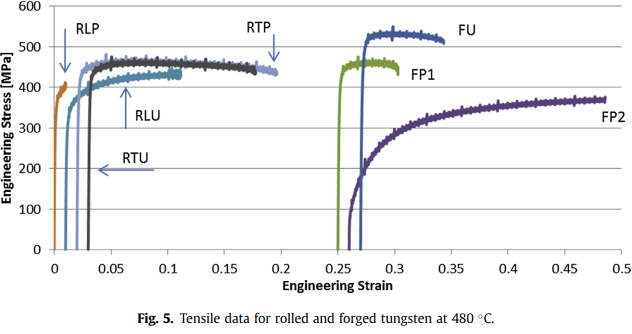 600
500
400
300
200
100
0
Engineering Stress [MPa]
RLP
RTP
FU
FP1
FP2
RLU
RTU
0 0.05 0.1 0.15 0.2 0.25 0.3 0.35 0.4 0.45 0.5
Engineering Strain
Fig. 5. Tensile data for rolled and forged tungsten at 480 °C.